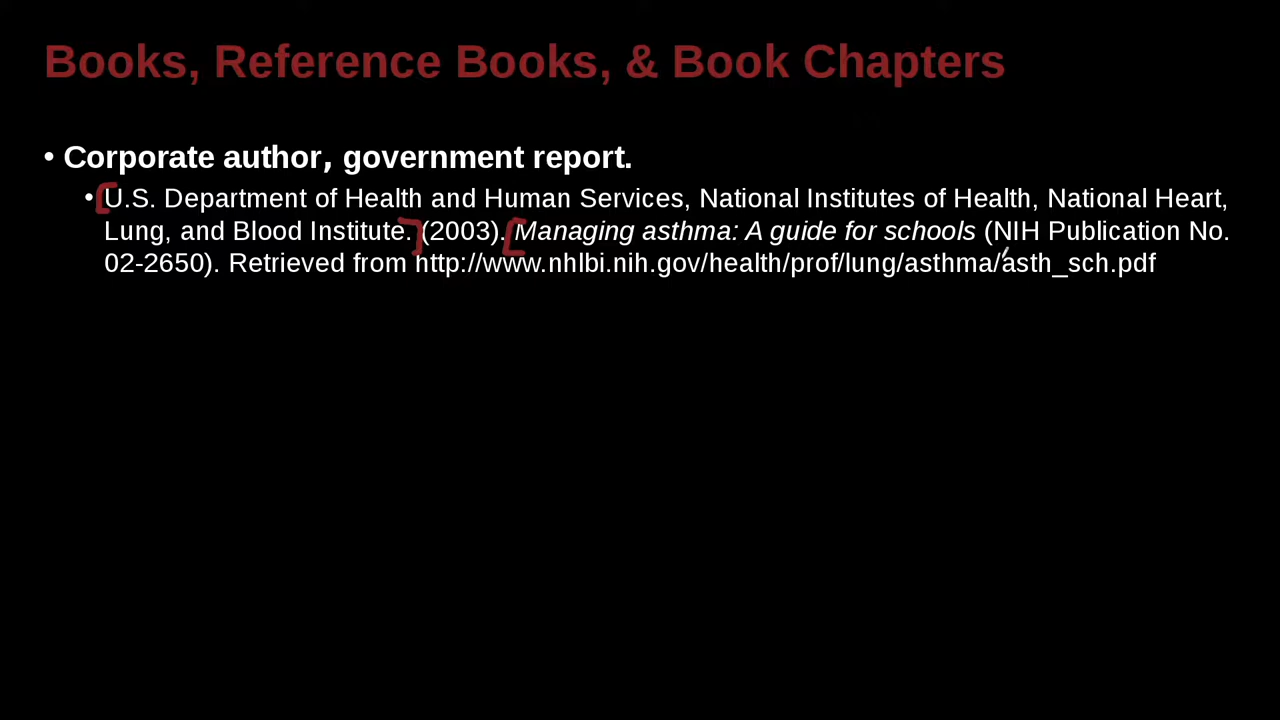 Books, Reference Books, & Book Chapters
• Corporate author, government report.
• U.S. Department of Health and Human Services, National Institutes of Health, National Heart,
Lung, and Blood Institute. (2003). Managing asthma: A guide for schools (NIH Publication No.
02-2650). Retrieved from http://www.nhlbi.nih.gov/health/prof/lung/asthma/asth_sch.pdf